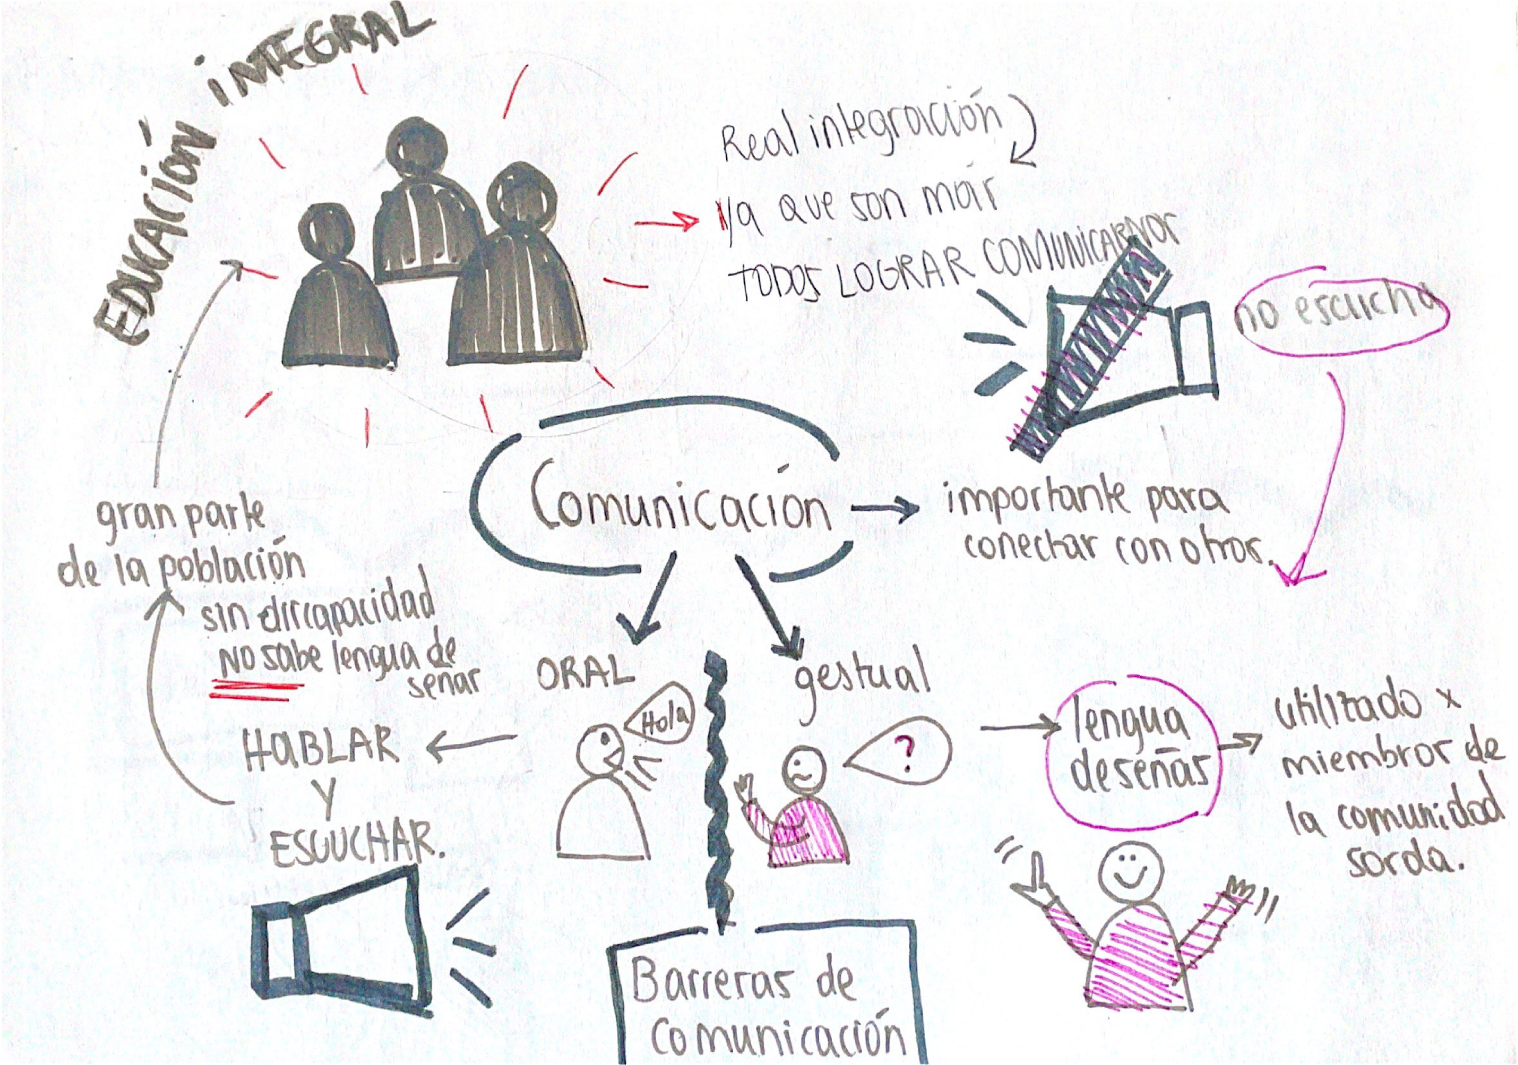 EDUCACIÓN INTEGRAL
Real integración
ya que son más
TODOS LOGRAR COMUNICARNOS
no escucha
Comunicación
importante para
conectar con otros.
gran parte
de la población
sin discapacidad
NO sabe lengua de
señas
ORAL
Hola
HABLAR
Y
ESCUCHAR.
gestual
?
lengua
de señas
utilizado x
miembros de
la comunidad
sorda.
Barreras de
Comunicación